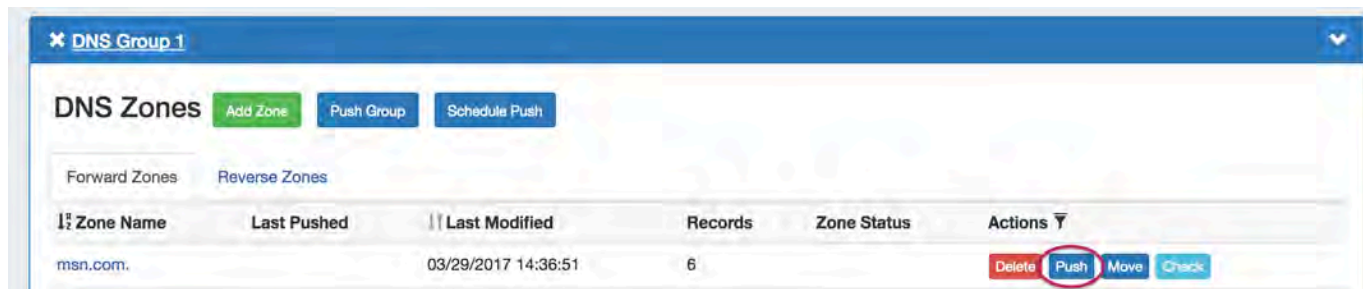 ✖ DNS Group 1
DNS Zones Add Zone Push Group Schedule Push
Forward Zones Reverse Zones
Zone Name Last Pushed Last Modified Records Zone Status Actions
msn.com. 03/29/2017 14:36:51 6 Delete Push Move Check